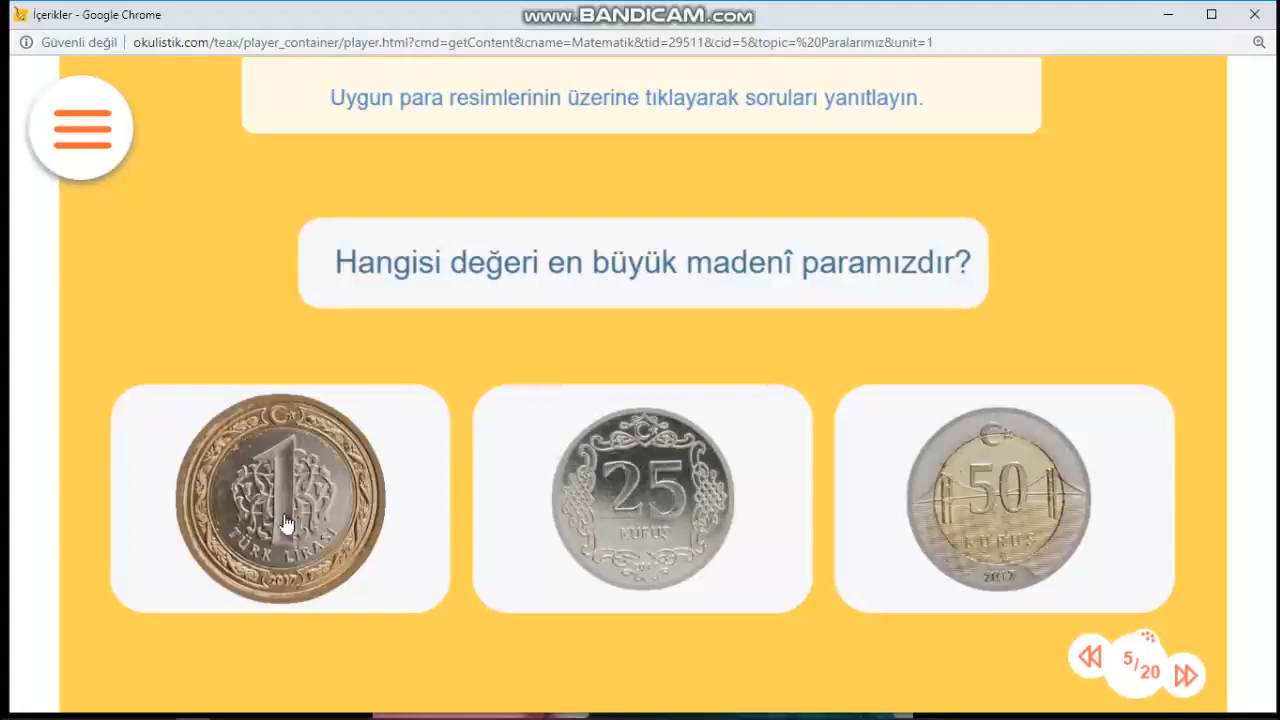 İçerikler - Google Chrome
www.BANDICAM.com
Güvenli değil
okulistik.com/teax/player_container/player.html?cmd=getContent&cname=Matematik&tid=29511&cid=5&topic=%20Paralarımız&unit=1
Uygun para resimlerinin üzerine tıklayarak soruları yanıtlayın.
Hangisi değeri en büyük madenî paramızdır?
1
TÜRK LİRASI
2017
25
KURUŞ
50
KURUŞ
2017
5/20